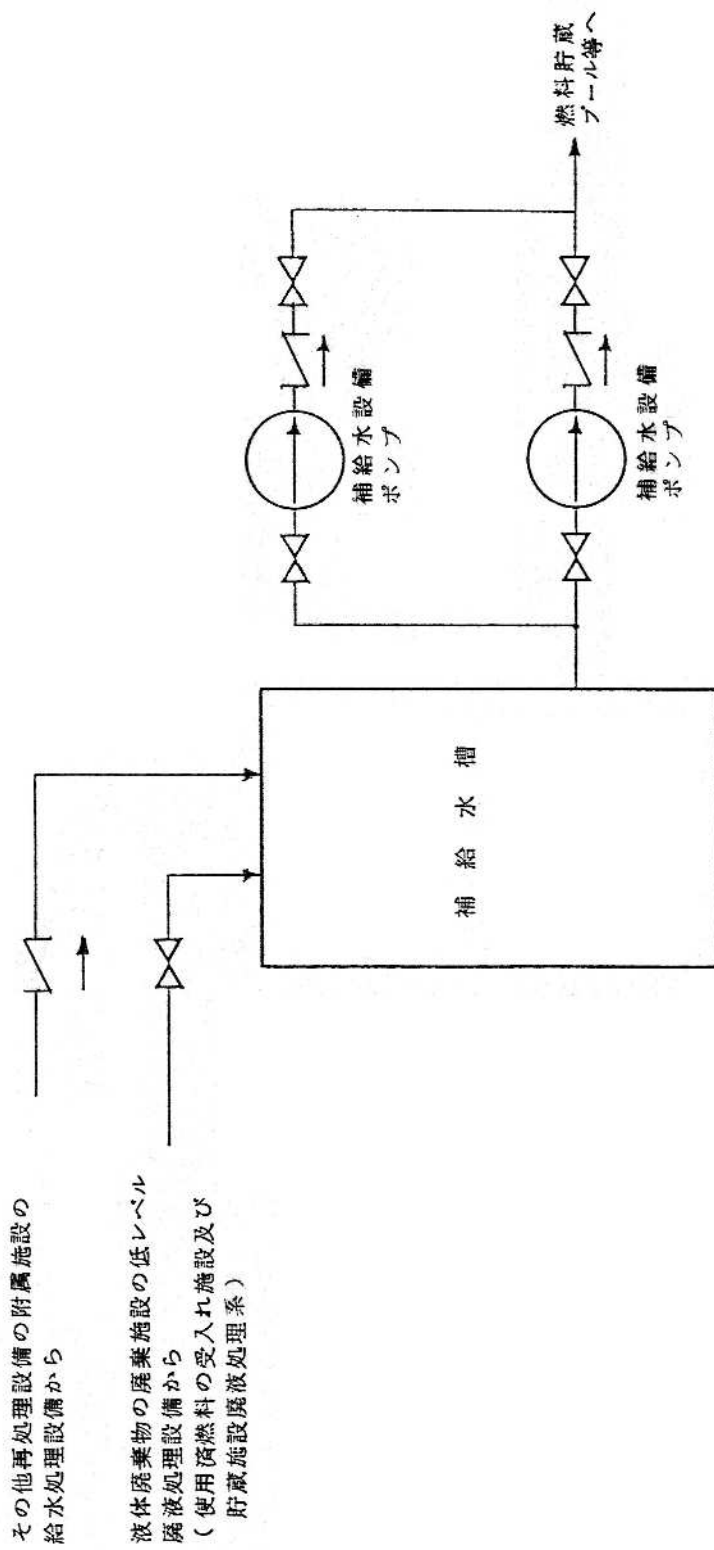 その他再処理設備の附属施設の
給水処理設備から
液体廃棄物の廃棄施設の低レベル
廃液処理設備から
(使用済燃料の受入れ施設及び
貯蔵施設廃液処理系)
補給水槽
補給水設備
ポンプ
補給水設備
ポンプ
燃料貯蔵
プール等へ